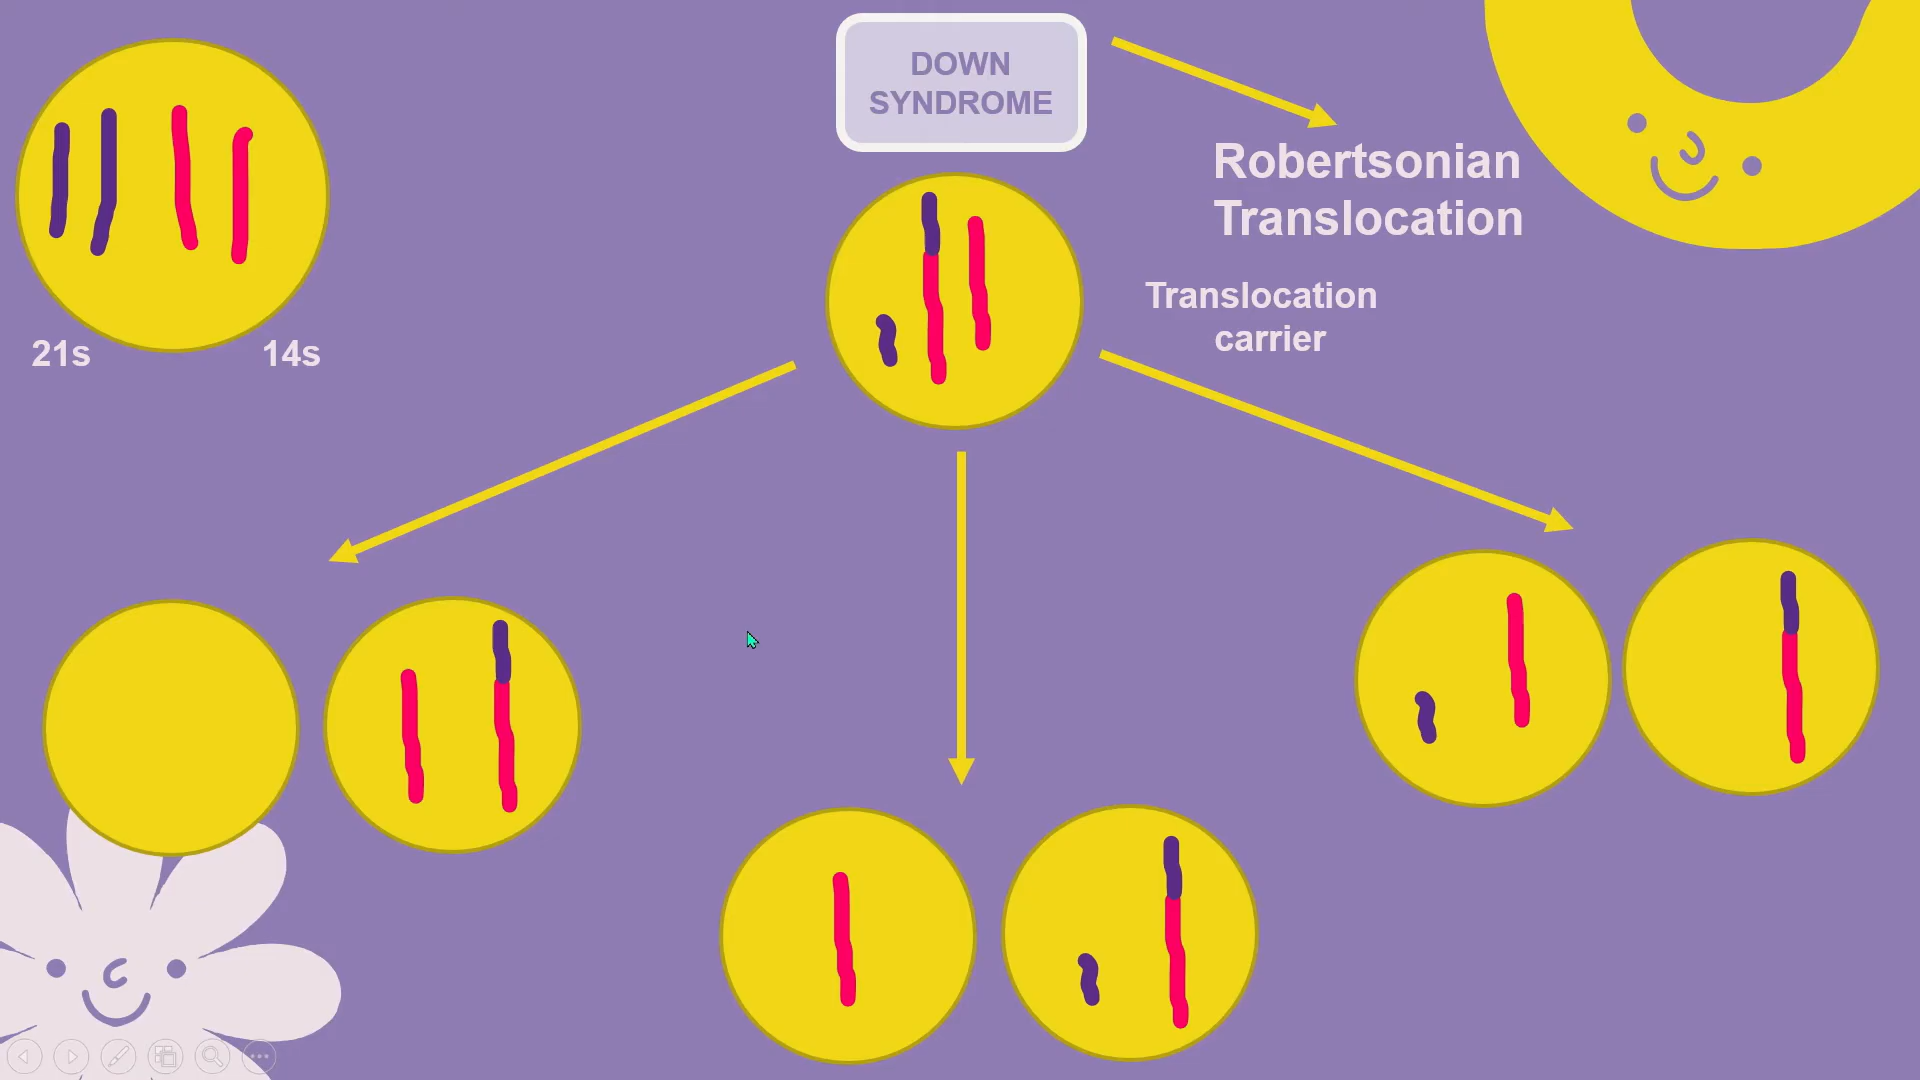 DOWN
SYNDROME
Robertsonian
Translocation
Translocation
carrier
21s
14s